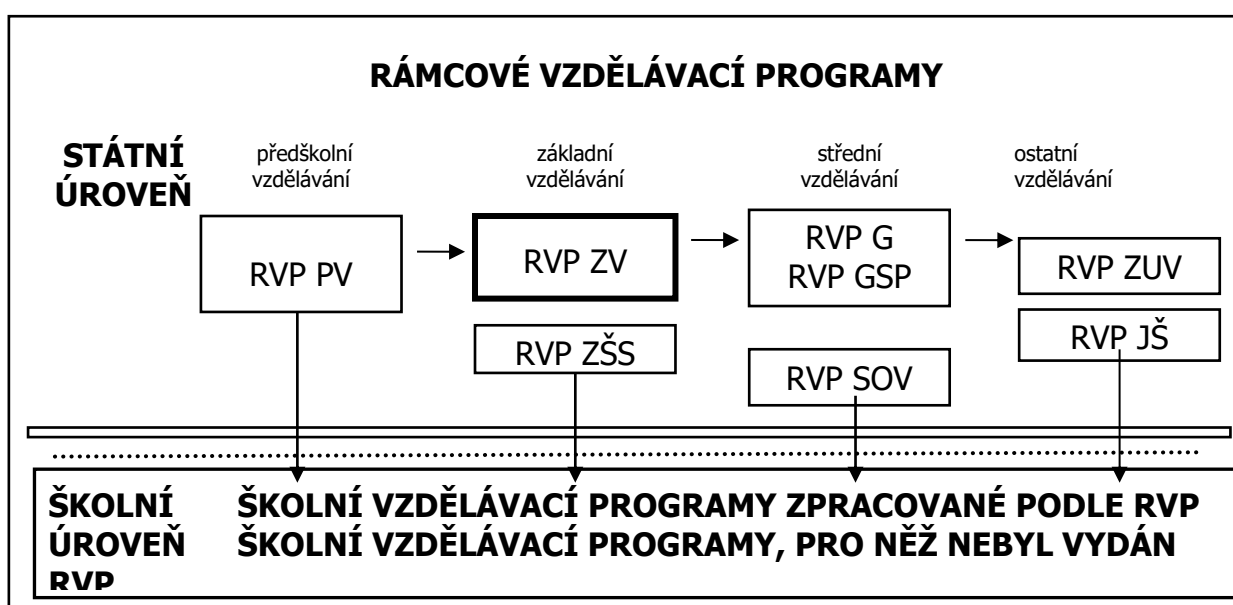 RÁMCOVÉ VZDĚLÁVACÍ PROGRAMY
STÁTNÍ
ÚROVEŇ
předškolní
vzdělávání
základní
vzdělávání
střední
vzdělávání
ostatní
vzdělávání
RVP PV
RVP ZV
RVP G
RVP GSP
RVP ZUV
RVP ZŠS
RVP SOV
RVP JŠ
ŠKOLNÍ ŠKOLNÍ VZDĚLÁVACÍ PROGRAMY ZPRACOVANÉ PODLE RVP
ÚROVEŇ ŠKOLNÍ VZDĚLÁVACÍ PROGRAMY, PRO NĚŽ NEBYL VYDÁN
RVP